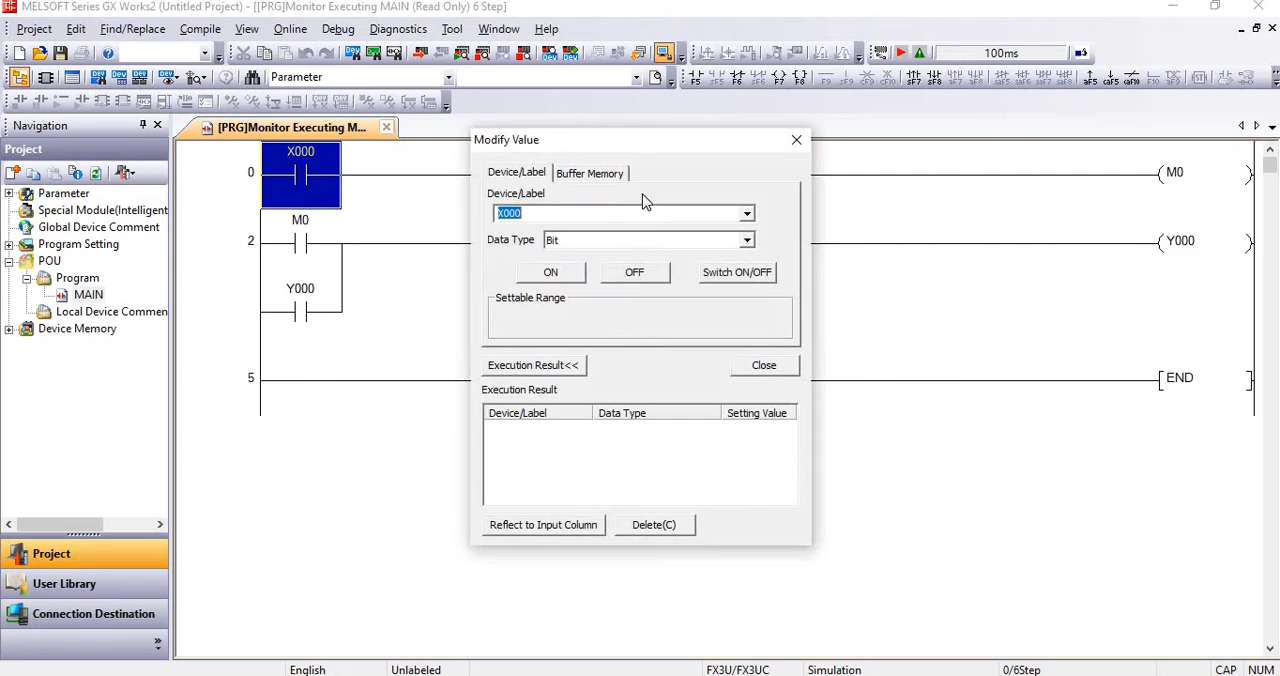 MELSOFT Series GX Works2 (Untitled Project) - [[PRG]Monitor Executing MAIN (Read Only) 6 Step]
Project Edit Find/Replace Compile View Online Debug Diagnostics Tool Window Help
100ms
Parameter
Navigation
[PRG]Monitor Executing M...
Project
Parameter
Special Module(Intelligent
Global Device Comment
Program Setting
POU
Program
MAIN
Local Device Commen
Device Memory
Project
User Library
Connection Destination
0
X000
M0
2
M0
Y000
Y000
5
END
Modify Value
Device/Label
Buffer Memory
Device/Label
X000
Data Type
Bit
ON
OFF
Switch ON/OFF
Settable Range
Execution Result<<
Close
Execution Result
Device/Label Data Type Setting Value
Reflect to Input Column
Delete(C)
English Unlabeled FX3U/FX3UC Simulation 0/6Step CAP NUM